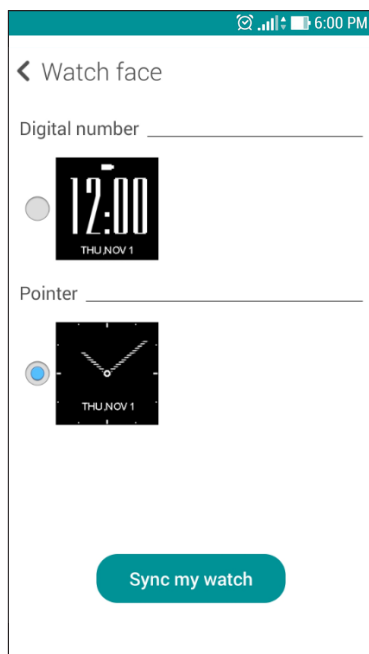 6:00 PM
Watch face
Digital number
12:00
THU,NOV 1
Pointer
THU,NOV 1
Sync my watch